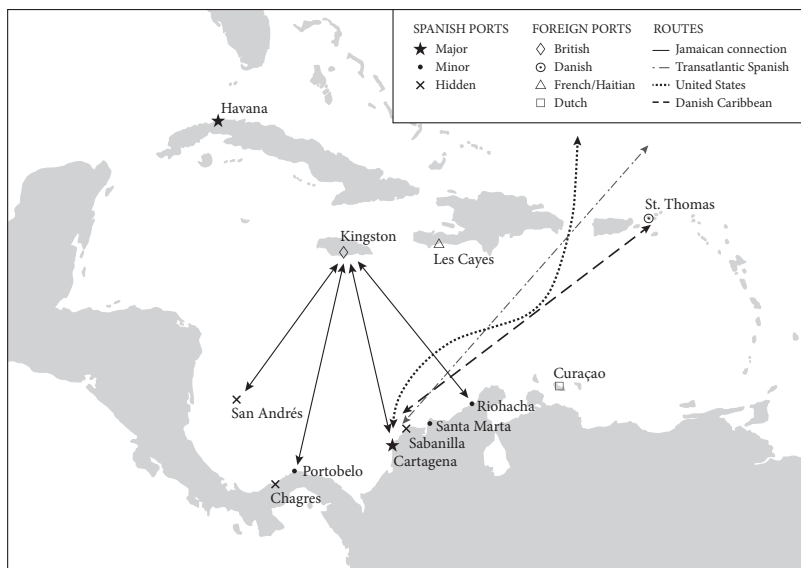 SPANISH PORTS
Major
Minor
Hidden
FOREIGN PORTS
British
Danish
French/Haitian
Dutch
ROUTES
Jamaican connection
Transatlantic Spanish
United States
Danish Caribbean
Havana
St. Thomas
Kingston
Les Cayes
Curaçao
San Andrés
Riohacha
Santa Marta
Sabanilla
Cartagena
Portobelo
Chagres